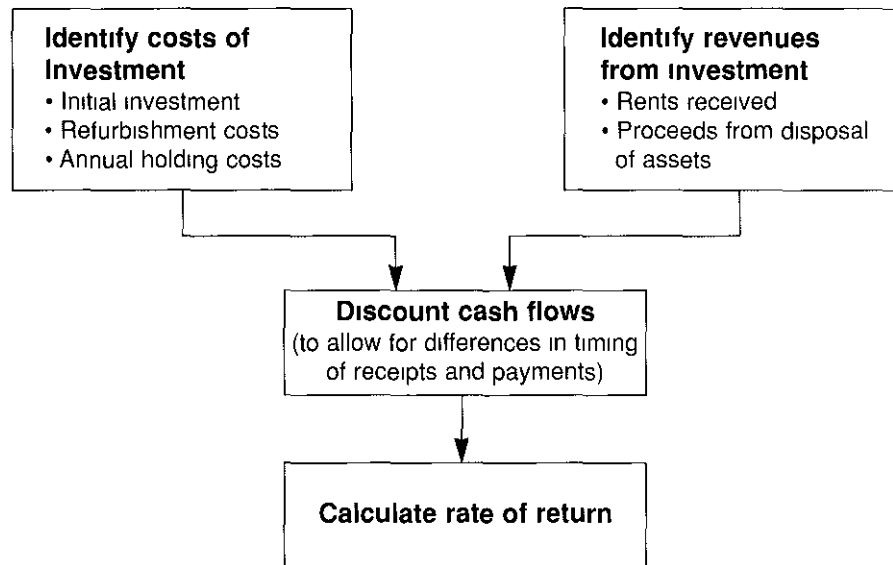 Identify costs of
Investment
• Initial investment
• Refurbishment costs
• Annual holding costs
Identify revenues
from investment
• Rents received
• Proceeds from disposal
of assets
Discount cash flows
(to allow for differences in timing
of receipts and payments)
Calculate rate of return